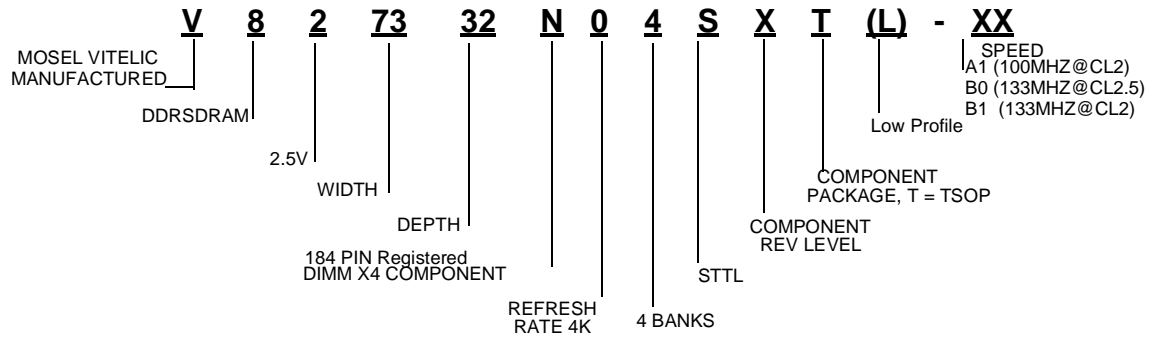 V 8 2 73 32 N 0 4 S X T (L) - XX
MOSEL VITELIC
MANUFACTURED
SPEED
A1 (100MHZ@CL2)
B0 (133MHZ@CL2.5)
B1 (133MHZ@CL2)
DDRSDRAM
Low Profile
2.5V
WIDTH
COMPONENT
PACKAGE, T = TSOP
DEPTH
COMPONENT
REV LEVEL
184 PIN Registered
DIMM X4 COMPONENT
STTL
REFRESH
RATE 4K
4 BANKS